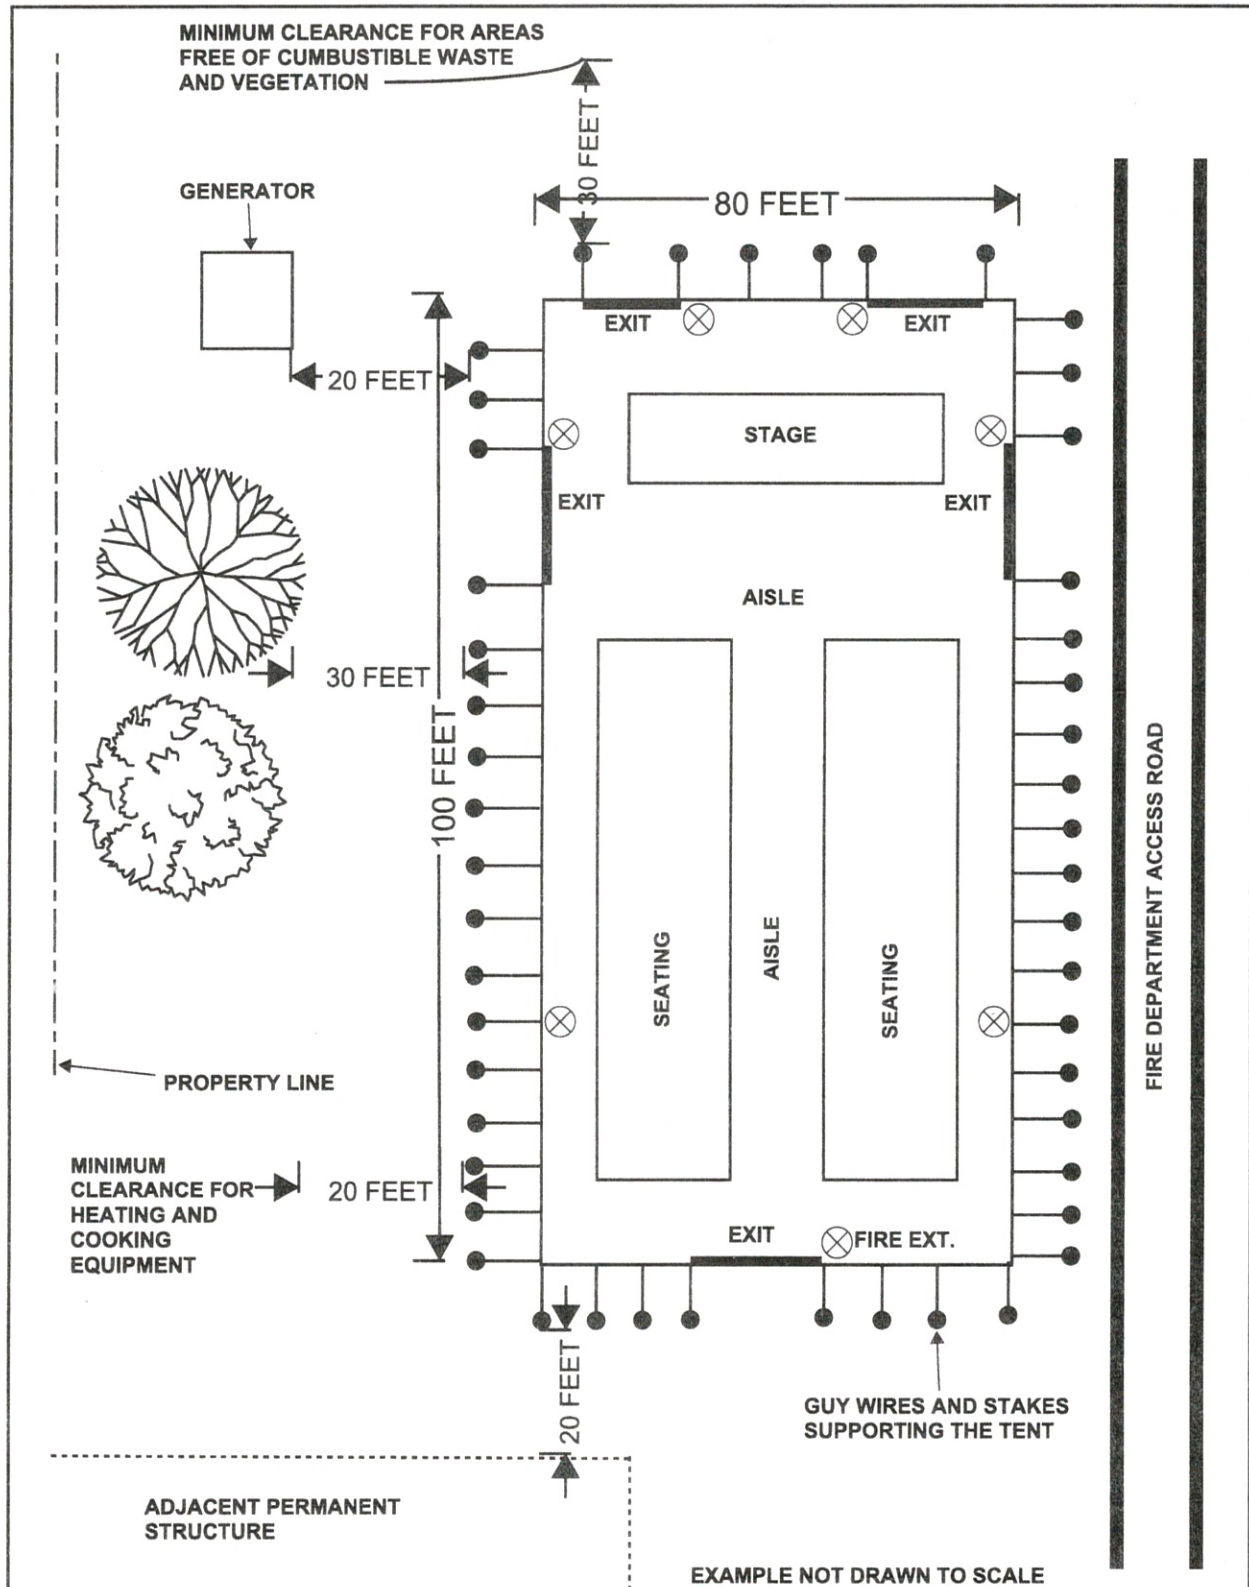 MINIMUM CLEARANCE FOR AREAS
FREE OF CUMBUSTIBLE WASTE
AND VEGETATION
30 FEET
GENERATOR
80 FEET
EXIT
EXIT
20 FEET
STAGE
EXIT
EXIT
AISLE
30 FEET
100 FEET
FIRE DEPARTMENT ACCESS ROAD
SEATING
AISLE
SEATING
PROPERTY LINE
MINIMUM
CLEARANCE FOR
HEATING AND
COOKING
EQUIPMENT
20 FEET
EXIT
FIRE EXT.
20 FEET
GUY WIRES AND STAKES
SUPPORTING THE TENT
ADJACENT PERMANENT
STRUCTURE
EXAMPLE NOT DRAWN TO SCALE